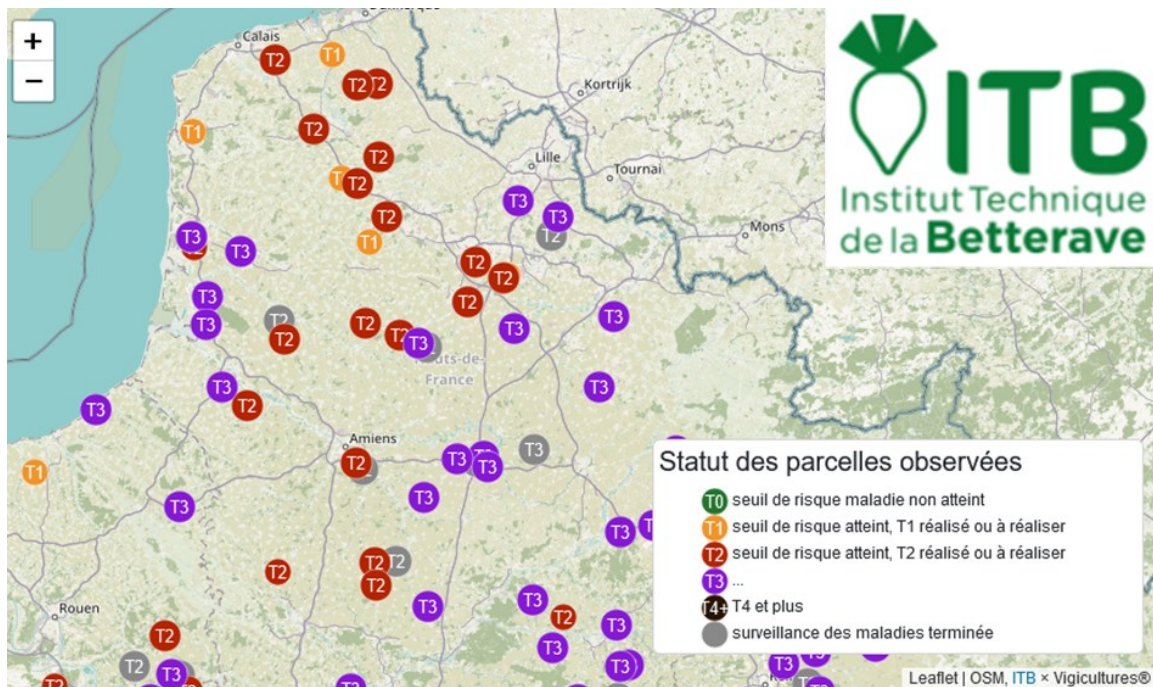 +
−
Calais
T2
T1
T2
T2
Kortrijk
T1
T2
T2
Lille
T2
Tournai
T3
T2
T3
T2
Mons
T1
T3
T3
T2
T2
T3
T2
T3
T3
T2
T2
T2
T3
T2
T3
Hauts-de-
France
T3
T3
T2
T3
Amiens
T3
T2
T3
T3
T1
T3
T3
T3
T2
T2
T2
T2
T3
T3
T2
T3
Rouen
T2
T3
T2
T3
T3
T3
ITB
Institut Technique
de la Betterave
Statut des parcelles observées
T0 seuil de risque maladie non atteint
T1 seuil de risque atteint, T1 réalisé ou à réaliser
T2 seuil de risque atteint, T2 réalisé ou à réaliser
T3 ...
T4+ T4 et plus
surveillance des maladies terminée
Leaflet | OSM, ITB × Vigicultures®